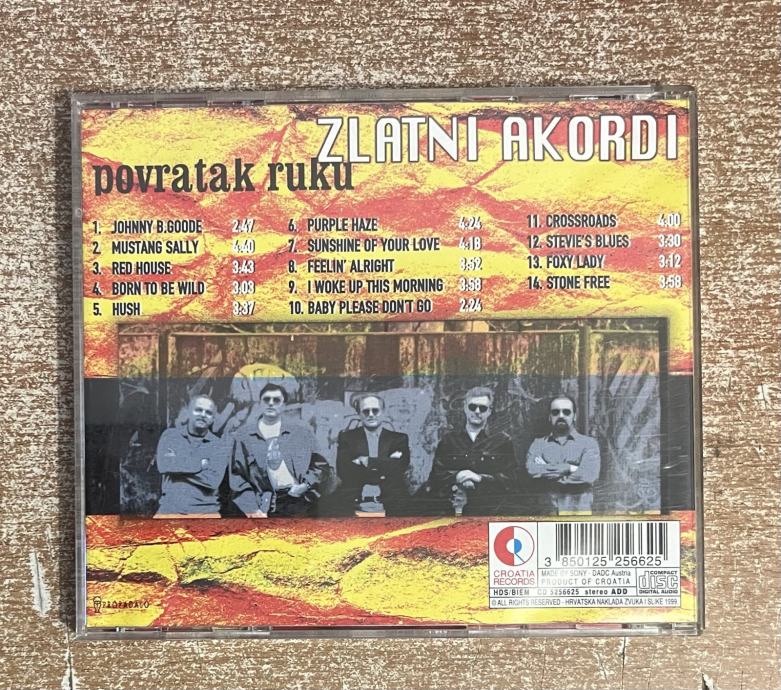 ZLATNI AKORDI
povratak ruku
1. JOHNNY B.GOODE 2:47
2. MUSTANG SALLY 4:40
3. RED HOUSE 3:43
4. BORN TO BE WILD 3:03
5. HUSH 3:37
6. PURPLE HAZE 4:24
7. SUNSHINE OF YOUR LOVE 4:18
8. FEELIN' ALRIGHT 3:52
9. I WOKE UP THIS MORNING 3:58
10. BABY PLEASE DON'T GO 2:24
11. CROSSROADS 4:00
12. STEVIE'S BLUES 3:30
13. FOXY LADY 3:12
14. STONE FREE 3:58
CROATIA
RECORDS
3 850125 256625
MADE BY SONY - DADC Austria
PRODUCT OF CROATIA
COMPACT
disc
DIGITAL AUDIO
HDS/BIEM CD 5256625 stereo ADD
© ALL RIGHTS RESERVED - HRVATSKA NAKLADA ZVUKA I SLIKE 1999.